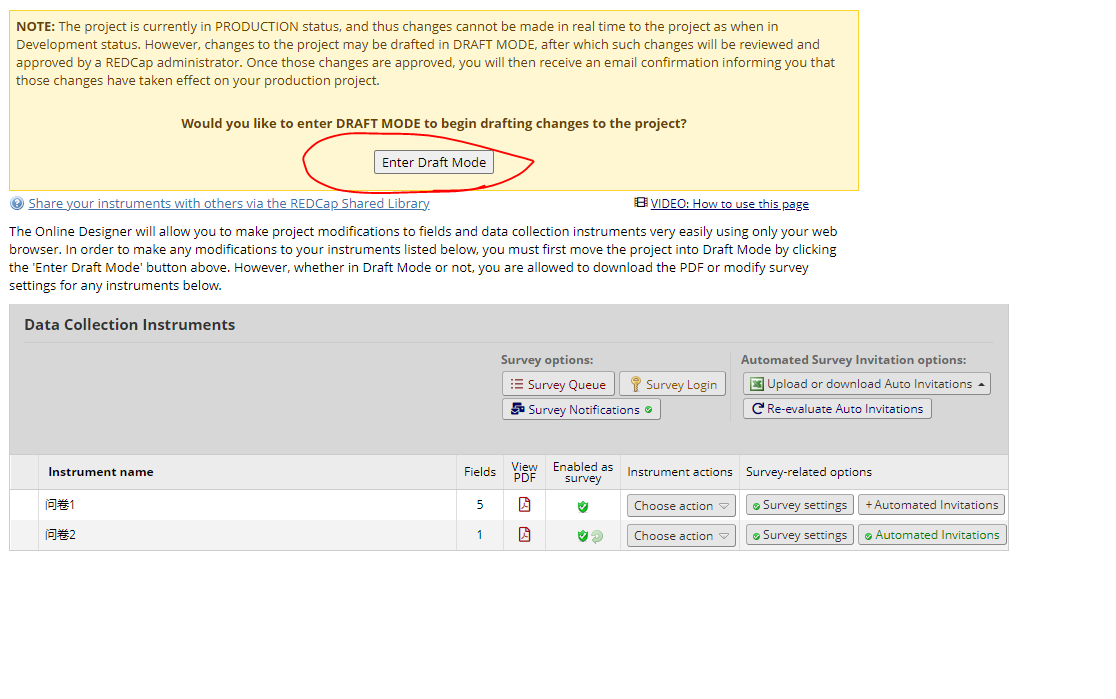 NOTE: The project is currently in PRODUCTION status, and thus changes cannot be made in real time to the project as when in
Development status. However, changes to the project may be drafted in DRAFT MODE, after which such changes will be reviewed and
approved by a REDCap administrator. Once those changes are approved, you will then receive an email confirmation informing you that
those changes have taken effect on your production project.
Would you like to enter DRAFT MODE to begin drafting changes to the project?
Enter Draft Mode
Share your instruments with others via the REDCap Shared Library
VIDEO: How to use this page
The Online Designer will allow you to make project modifications to fields and data collection instruments very easily using only your web
browser. In order to make any modifications to your instruments listed below, you must first move the project into Draft Mode by clicking
the 'Enter Draft Mode' button above. However, whether in Draft Mode or not, you are allowed to download the PDF or modify survey
settings for any instruments below.
Data Collection Instruments
Survey options: Automated Survey Invitation options:
Survey Queue Survey Login Upload or download Auto Invitations
Survey Notifications Re-evaluate Auto Invitations
Instrument name Fields View PDF Enabled as survey Instrument actions Survey-related options
问卷1 5 Choose action Survey settings + Automated Invitations
问卷2 1 Choose action Survey settings Automated Invitations